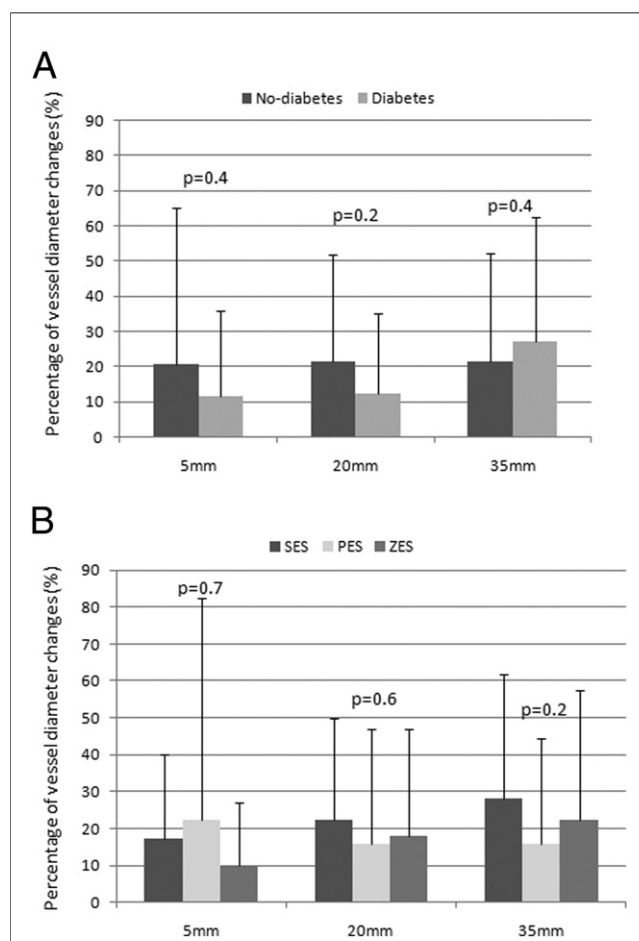 A
No-diabetes Diabetes
Percentage of vessel diameter changes (%)
90
80
70
60
50
40
30
20
10
0
p=0.4
p=0.2
p=0.4
5mm 20mm 35mm
B
SES PES ZES
Percentage of vessel diameter changes (%)
90
80
70
60
50
40
30
20
10
0
p=0.7
p=0.6
p=0.2
5mm 20mm 35mm